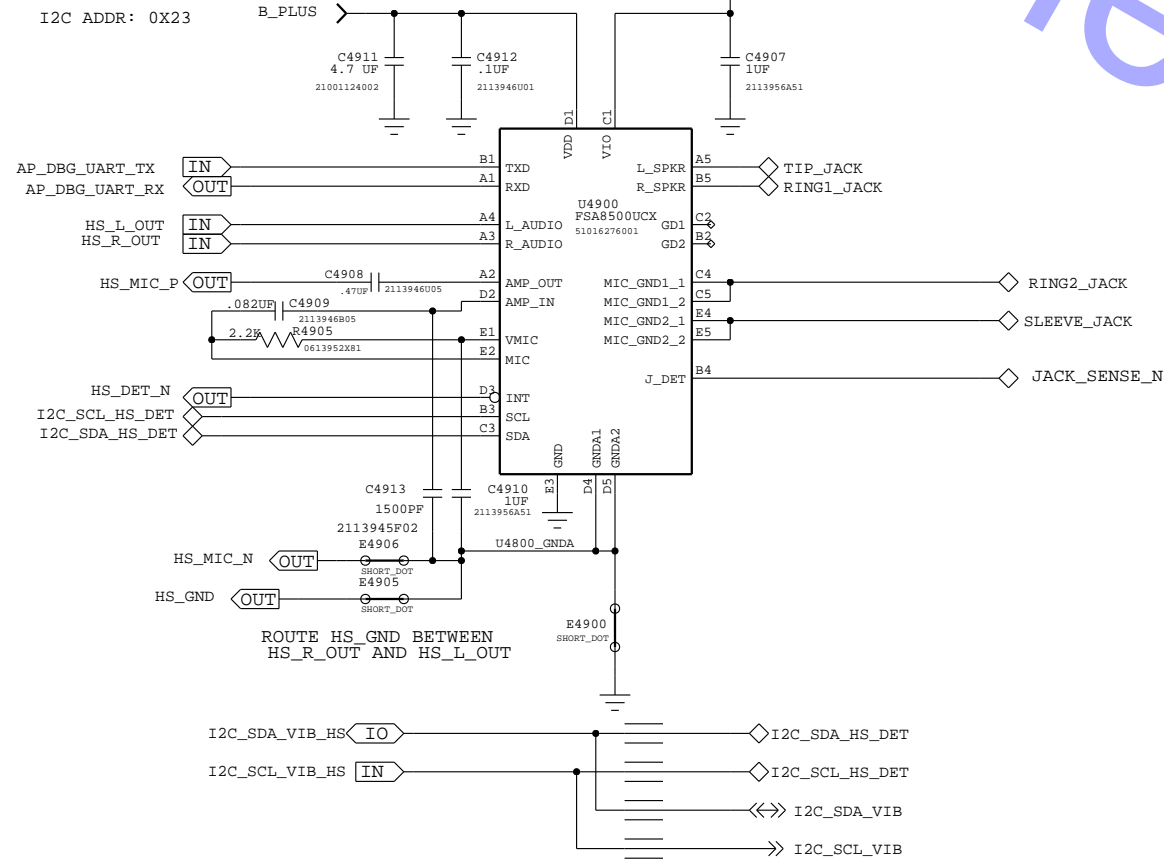 I2C ADDR: 0X23
B_PLUS
C4911
4.7 UF
21001124002
C4912
.1UF
2113946U01
C4907
1UF
2113956A51
D1
VDD
C1
VIO
AP_DBG_UART_TX
IN
B1
TXD
AP_DBG_UART_RX
OUT
A1
RXD
HS_L_OUT
IN
A4
L_AUDIO
HS_R_OUT
IN
A3
R_AUDIO
HS_MIC_P
OUT
C4908
.47UF
2113946U05
A2
AMP_OUT
D2
AMP_IN
.082UF
C4909
2113946B05
2.2K
R4905
0613952X81
E1
VMIC
E2
MIC
HS_DET_N
OUT
D3
INT
I2C_SCL_HS_DET
B3
SCL
I2C_SDA_HS_DET
C3
SDA
U4900
FSA8500UCX
51016276001
L_SPKR
A5
TIP_JACK
R_SPKR
B5
RING1_JACK
GD1
C2
GD2
B2
MIC_GND1_1
C4
RING2_JACK
MIC_GND1_2
C5
MIC_GND2_1
E4
SLEEVE_JACK
MIC_GND2_2
E5
J_DET
B4
JACK_SENSE_N
GND
GNDA1
GNDA2
E3
D4
D5
C4913
1500PF
2113945F02
C4910
1UF
2113956A51
U4800_GNDA
HS_MIC_N
OUT
E4906
SHORT_DOT
HS_GND
OUT
E4905
SHORT_DOT
ROUTE HS_GND BETWEEN
HS_R_OUT AND HS_L_OUT
E4900
SHORT_DOT
I2C_SDA_VIB_HS
IO
I2C_SDA_HS_DET
I2C_SCL_VIB_HS
IN
I2C_SCL_HS_DET
I2C_SDA_VIB
I2C_SCL_VIB